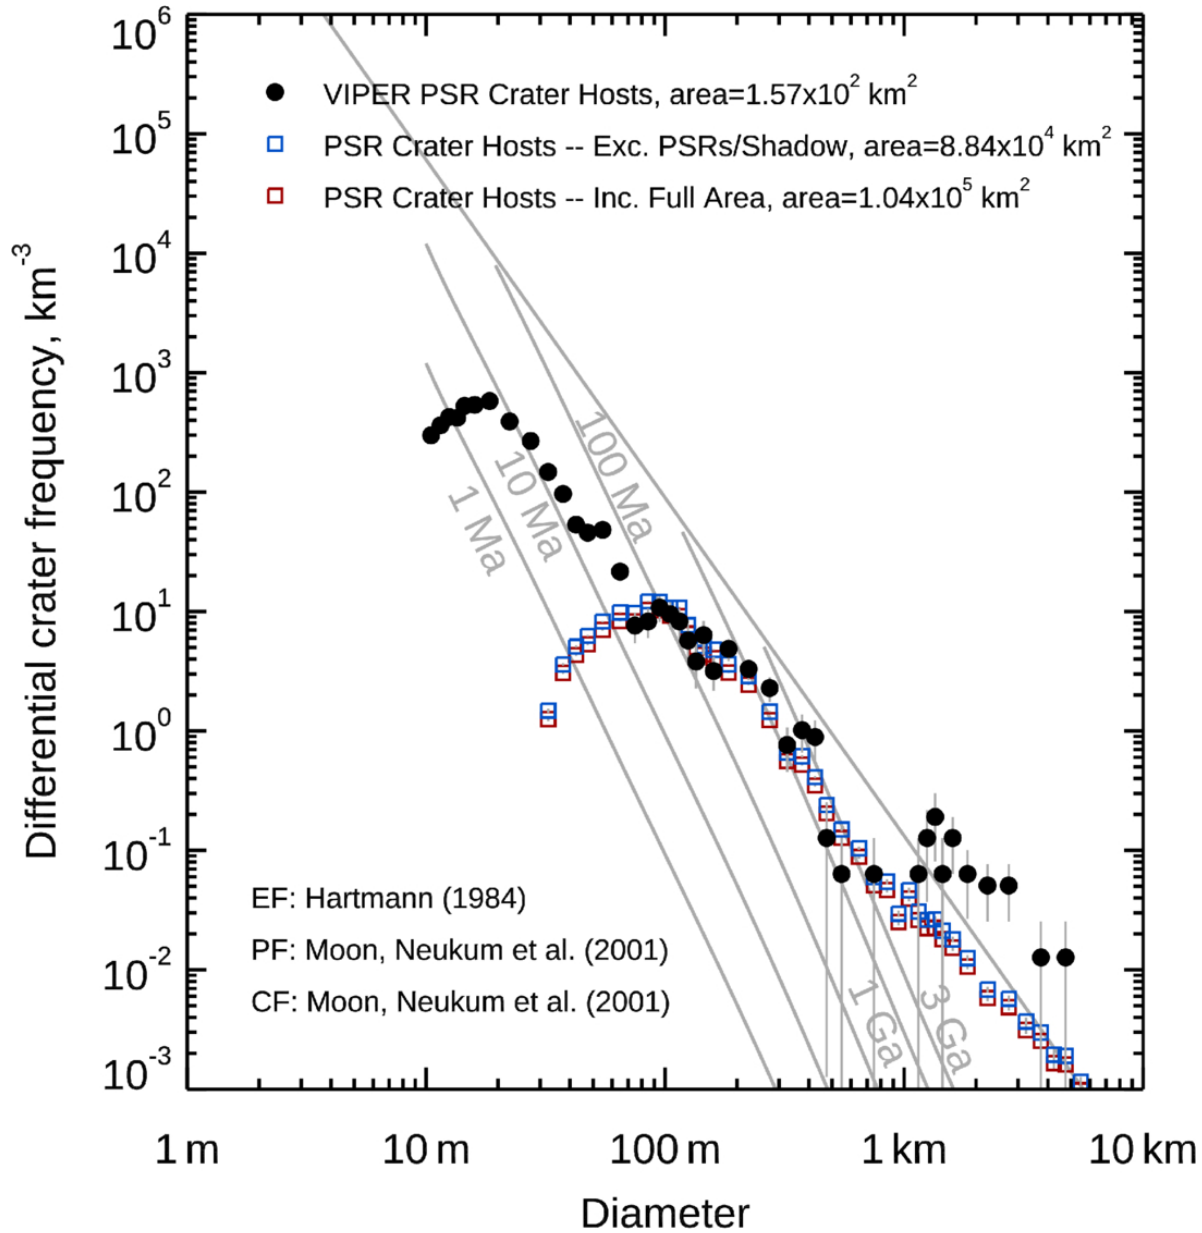 10⁶
10⁵
10⁴
10³
10²
10¹
10⁰
10⁻¹
10⁻²
10⁻³
Differential crater frequency, km⁻³
VIPER PSR Crater Hosts, area=1.57x10² km²
PSR Crater Hosts -- Exc. PSRs/Shadow, area=8.84x10⁴ km²
PSR Crater Hosts -- Inc. Full Area, area=1.04x10⁵ km²
1 Ma
10 Ma
100 Ma
1 Ga
3 Ga
EF: Hartmann (1984)
PF: Moon, Neukum et al. (2001)
CF: Moon, Neukum et al. (2001)
1 m
10 m
100 m
1 km
10 km
Diameter